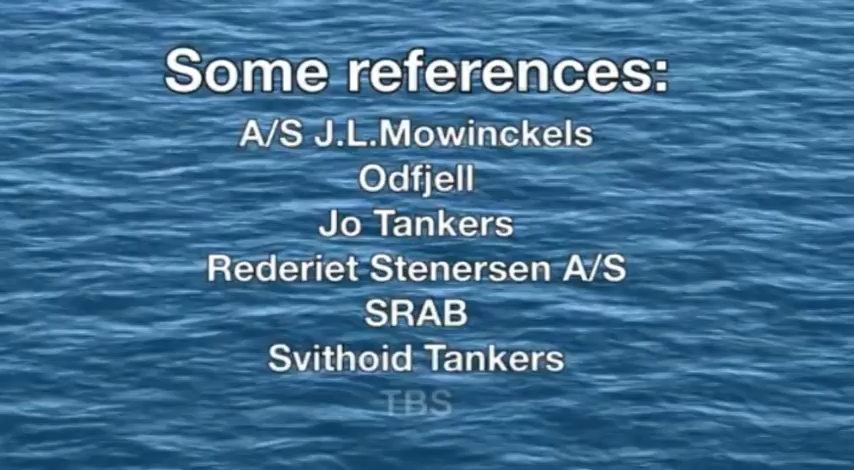 Some references:
A/S J.L.Mowinckels
Odfjell
Jo Tankers
Rederiet Stenersen A/S
SRAB
Svithoid Tankers
TBS